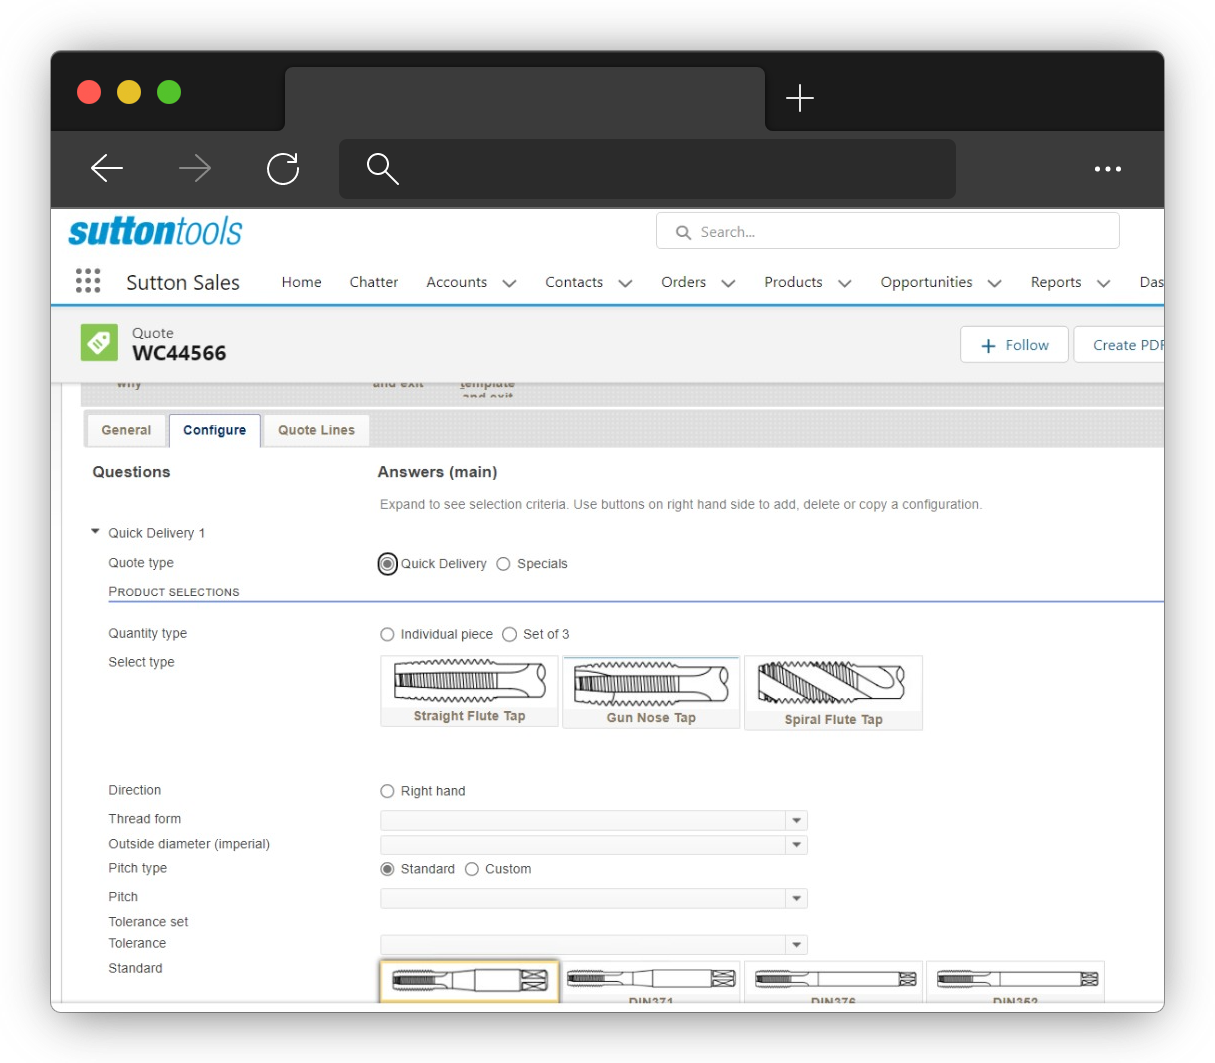 suttontools
Search...
Sutton Sales Home Chatter Accounts Contacts Orders Products Opportunities Reports Das
Quote
WC44566
Follow Create PDF
why and exit template
and exit
General Configure Quote Lines
Questions Answers (main)
Expand to see selection criteria. Use buttons on right hand side to add, delete or copy a configuration.
Quick Delivery 1
Quote type Quick Delivery Specials
PRODUCT SELECTIONS
Quantity type Individual piece Set of 3
Select type
Straight Flute Tap Gun Nose Tap Spiral Flute Tap
Direction Right hand
Thread form
Outside diameter (imperial)
Pitch type Standard Custom
Pitch
Tolerance set
Tolerance
Standard
DIN371 DIN376 DIN352